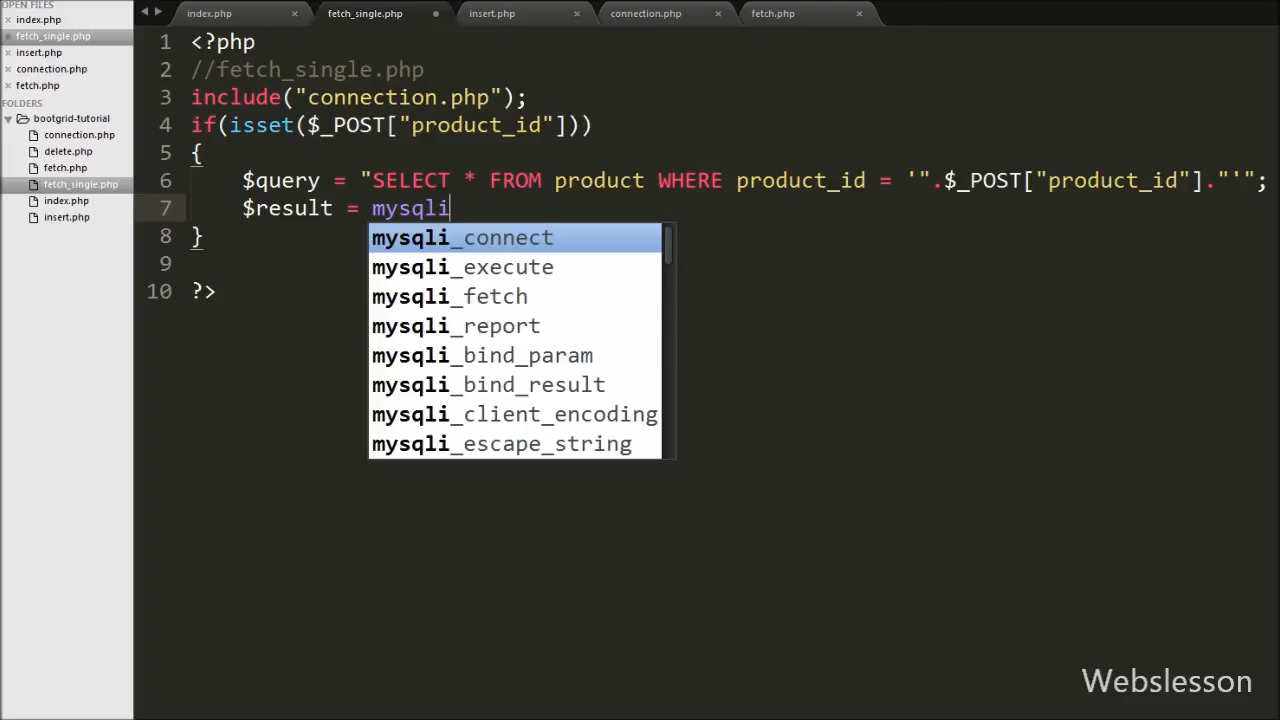 OPEN FILES
index.php
fetch_single.php
insert.php
connection.php
fetch.php
FOLDERS
bootgrid-tutorial
connection.php
delete.php
fetch.php
fetch_single.php
index.php
insert.php
index.php fetch_single.php insert.php connection.php fetch.php
1 <?php
2 //fetch_single.php
3 include("connection.php");
4 if(isset($_POST["product_id"]))
5 {
6 $query = "SELECT * FROM product WHERE product_id = '".$_POST["product_id"]."'";
7 $result = mysqli
8 }
9
10 ?>
mysqli_connect
mysqli_execute
mysqli_fetch
mysqli_report
mysqli_bind_param
mysqli_bind_result
mysqli_client_encoding
mysqli_escape_string
Webslesson